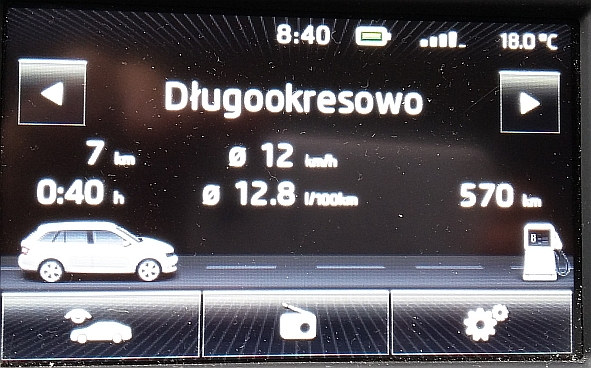 8:40 18.0°C
Długookresowo
7 km ø 12 km/h
0:40 h ø 12.8 l/100km 570 km